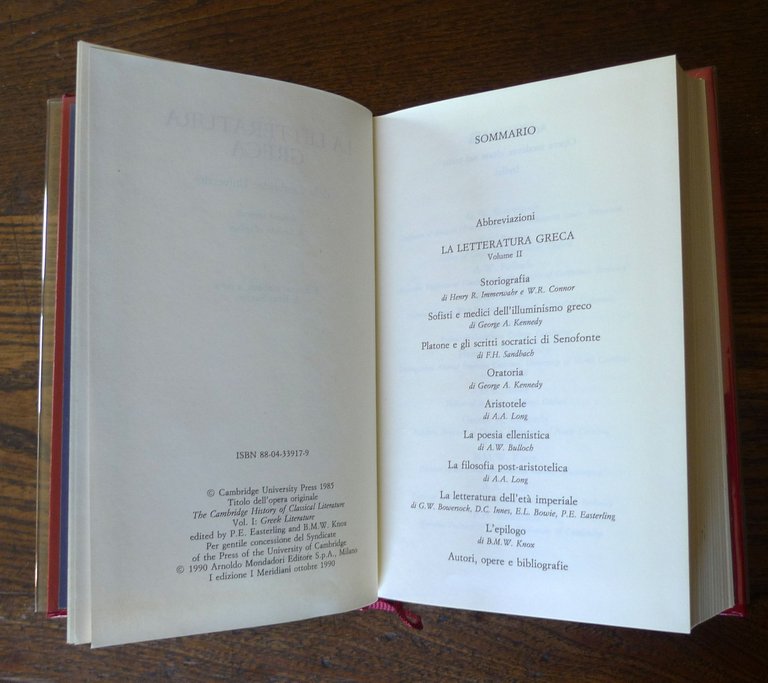 ISBN 88-04-33917-9
© Cambridge University Press 1985
Titolo dell'opera originale
The Cambridge History of Classical Literature
Vol. I: Greek Literature
edited by P.E. Easterling and B.M.W. Knox
Per gentile concessione del Syndicate
of the Press of the University of Cambridge
© 1990 Arnoldo Mondadori Editore S.p.A., Milano
I edizione I Meridiani ottobre 1990
SOMMARIO
Abbreviazioni
LA LETTERATURA GRECA
Volume II
Storiografia
di Henry R. Immerwahr e W.R. Connor
Sofisti e medici dell'illuminismo greco
di George A. Kennedy
Platone e gli scritti socratici di Senofonte
di F.H. Sandbach
Oratoria
di George A. Kennedy
Aristotele
di A.A. Long
La poesia ellenistica
di A.W. Bulloch
La filosofia post-aristotelica
di A.A. Long
La letteratura dell'età imperiale
di G.W. Bowersock, D.C. Innes, E.L. Bowie, P.E. Easterling
L'epilogo
di B.M.W. Knox
Autori, opere e bibliografie